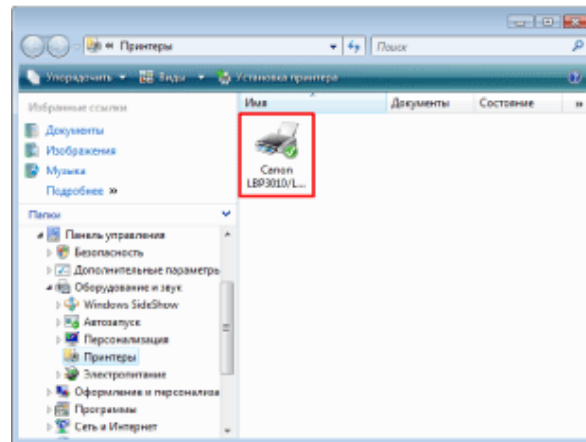 « Принтеры
Поиск
Упорядочить Виды Установка принтера
Избранные ссылки
Документы
Изображения
Музыка
Подробнее »
Папки
Панель управления
Безопасность
Дополнительные параметры
Оборудование и звук
Windows SideShow
Автозапуск
Персонализация
Принтеры
Электропитание
Оформление и персонализа
Программы
Сеть и Интернет
Имя Документы Состояние »
Canon
LBP3010/L...